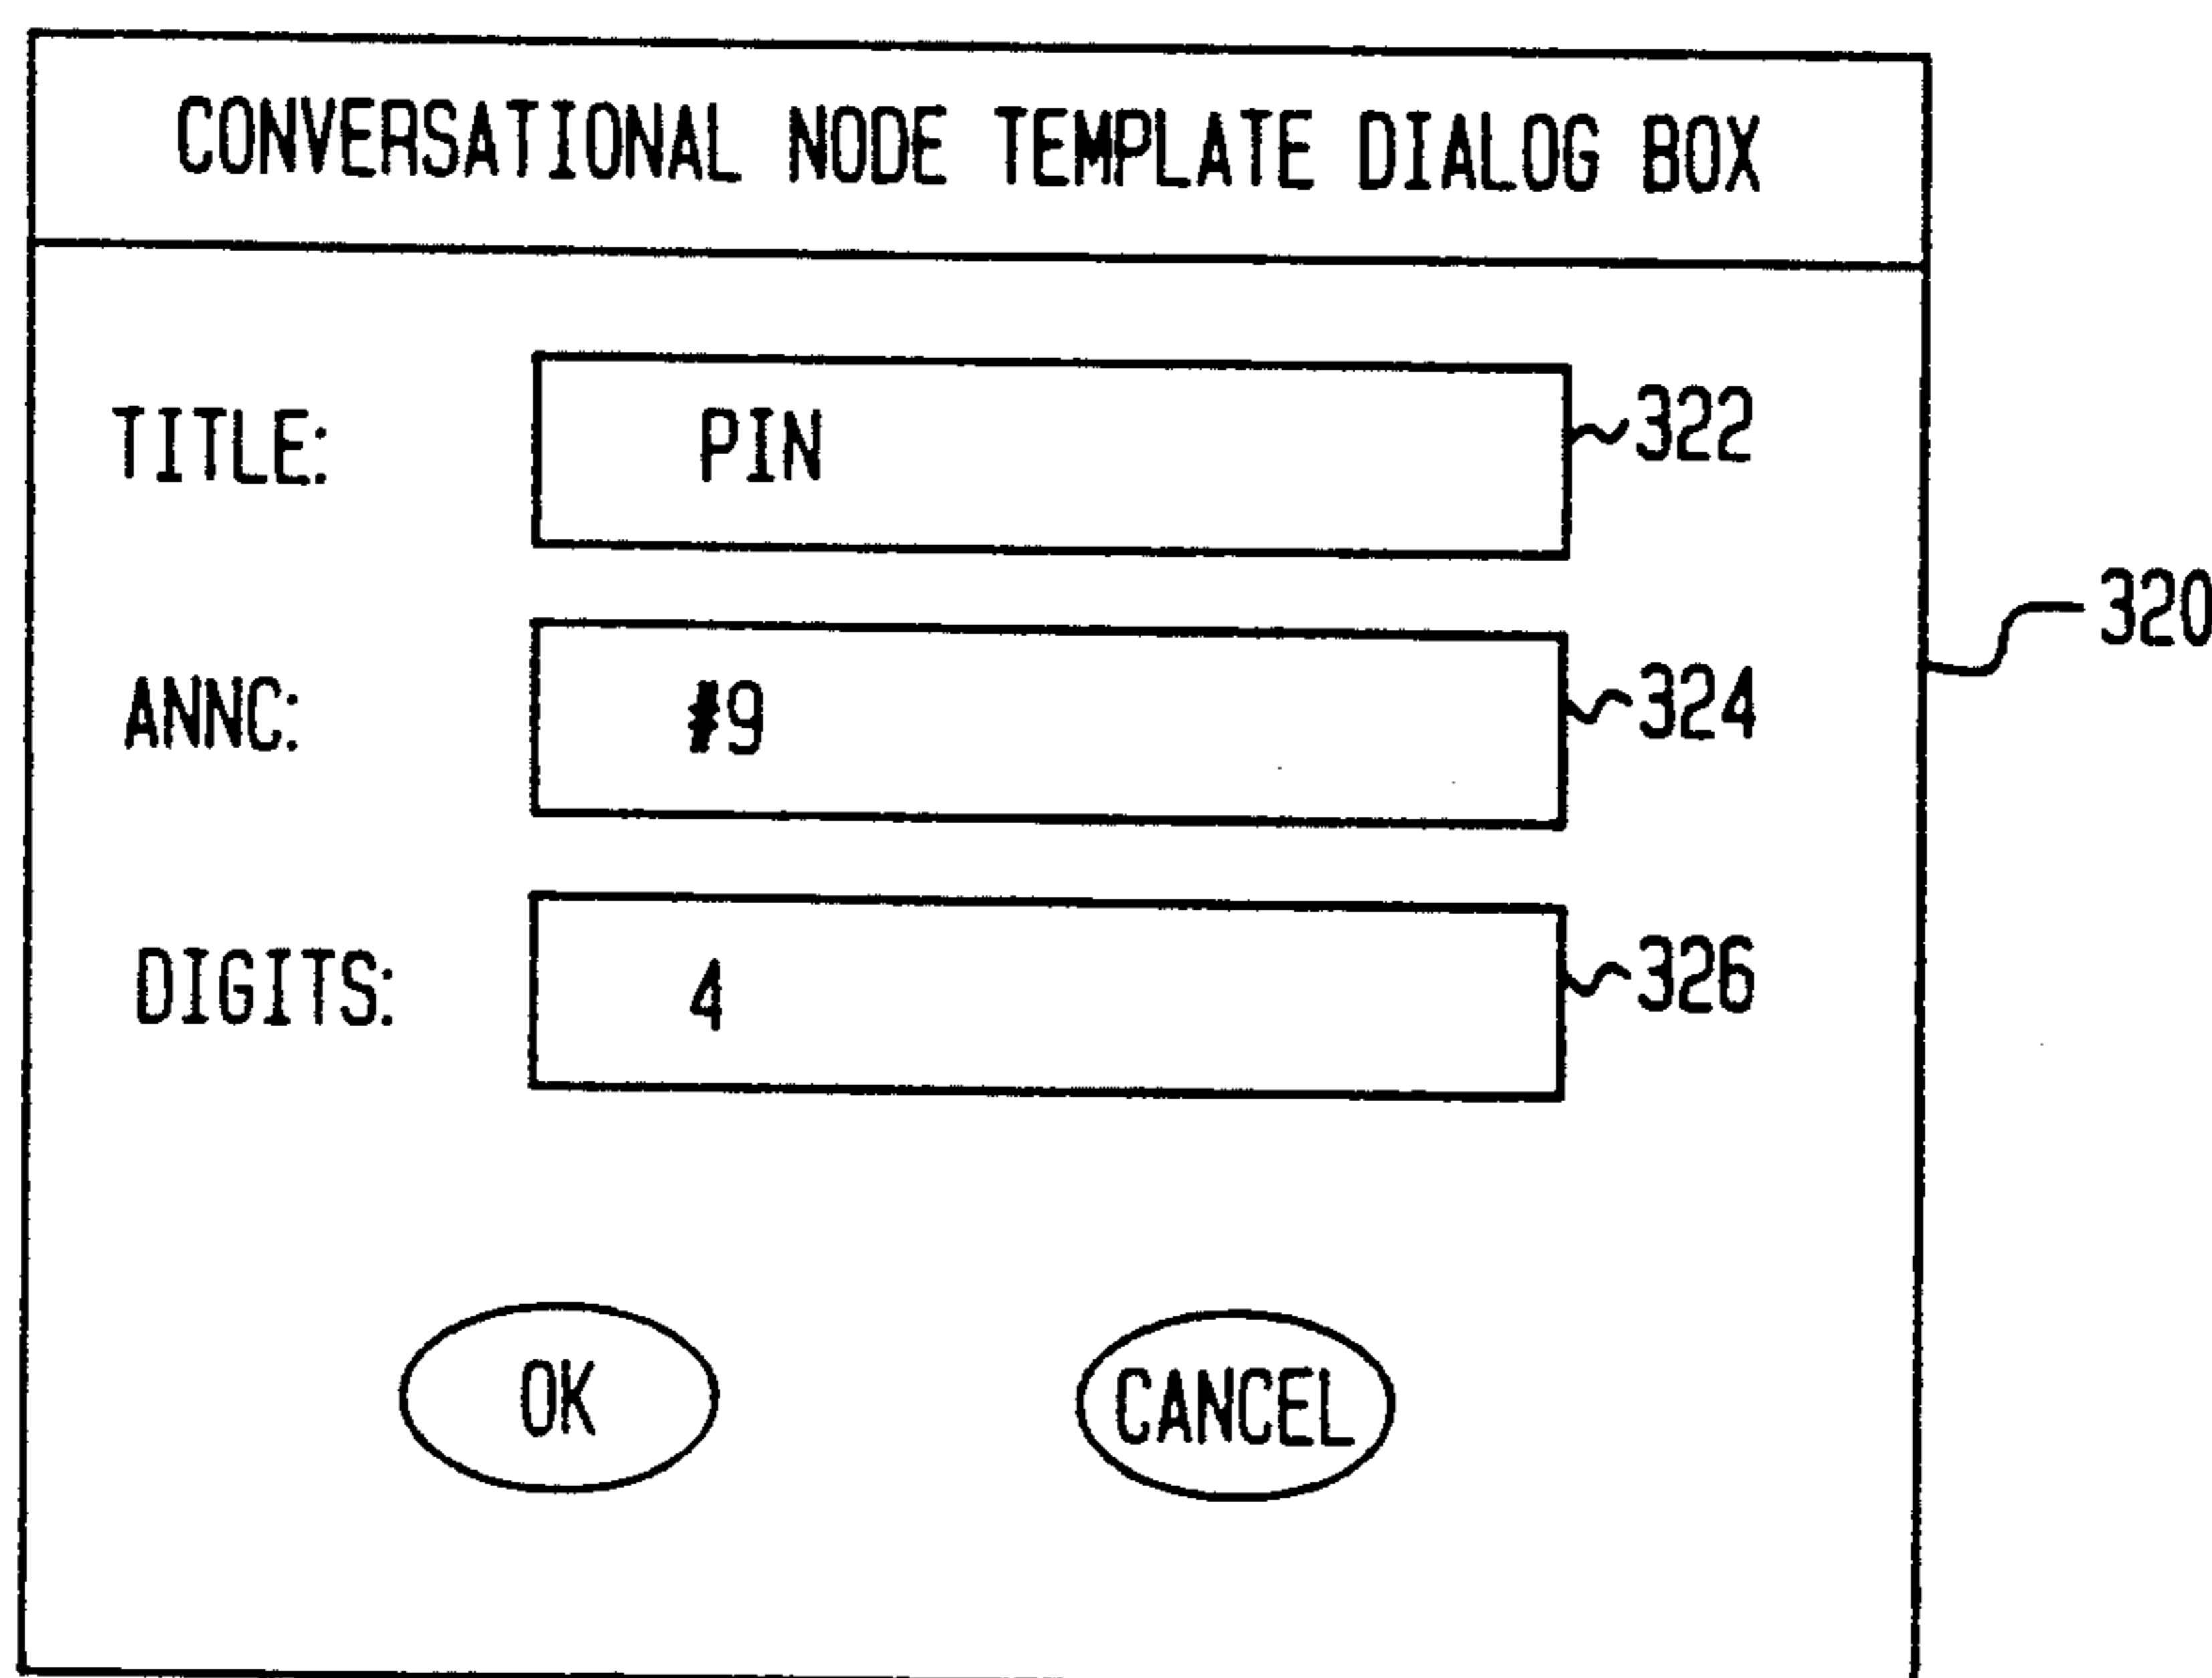 CONVERSATIONAL NODE TEMPLATE DIALOG BOX
TITLE: PIN 322
320
ANNC: #9 324
DIGITS: 4 326
OK CANCEL